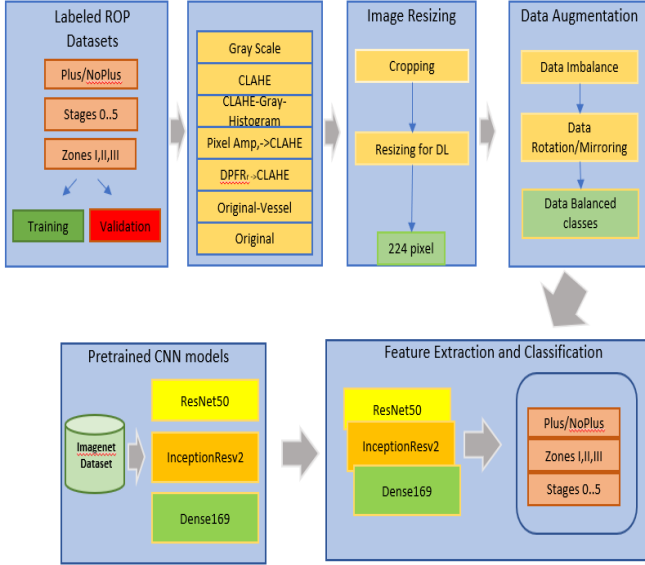 Labeled ROP
Datasets
Plus/NoPlus
Stages 0..5
Zones I,II,III
Training
Validation
Gray Scale
CLAHE
CLAHE-Gray-
Histogram
Pixel Amp,->CLAHE
DPFRr->CLAHE
Original-Vessel
Original
Image Resizing
Cropping
Resizing for DL
224 pixel
Data Augmentation
Data Imbalance
Data
Rotation/Mirroring
Data Balanced
classes
Pretrained CNN models
Imagenet
Dataset
ResNet50
InceptionResv2
Dense169
Feature Extraction and Classification
ResNet50
InceptionResv2
Dense169
Plus/NoPlus
Zones I,II,III
Stages 0..5